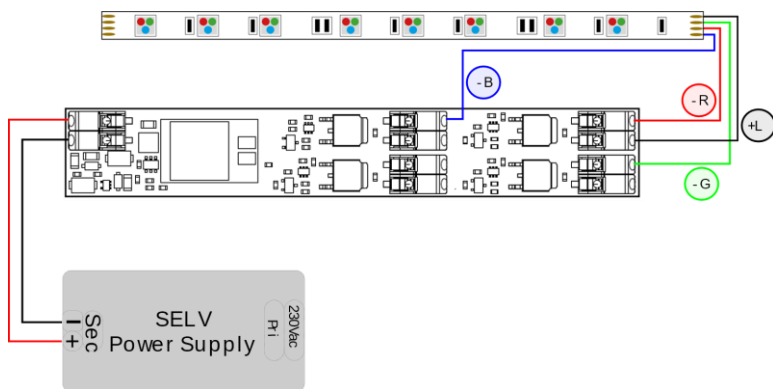 - B
- R
+L
- G
SELV
Power Supply
Sec
- +
Pri
230Vac